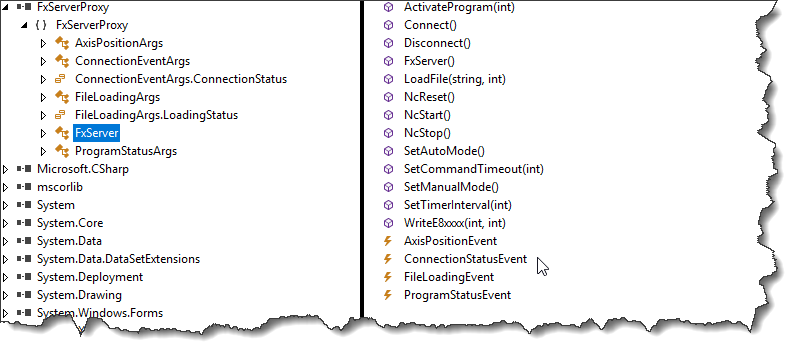 FxServerProxy
{ } FxServerProxy
AxisPositionArgs
ConnectionEventArgs
ConnectionEventArgs.ConnectionStatus
FileLoadingArgs
FileLoadingArgs.LoadingStatus
FxServer
ProgramStatusArgs
Microsoft.CSharp
mscorlib
System
System.Core
System.Data
System.Data.DataSetExtensions
System.Deployment
System.Drawing
System.Windows.Forms
ActivateProgram(int)
Connect()
Disconnect()
FxServer()
LoadFile(string, int)
NcReset()
NcStart()
NcStop()
SetAutoMode()
SetCommandTimeout(int)
SetManualMode()
SetTimerInterval(int)
WriteE8xxxx(int, int)
AxisPositionEvent
ConnectionStatusEvent
FileLoadingEvent
ProgramStatusEvent